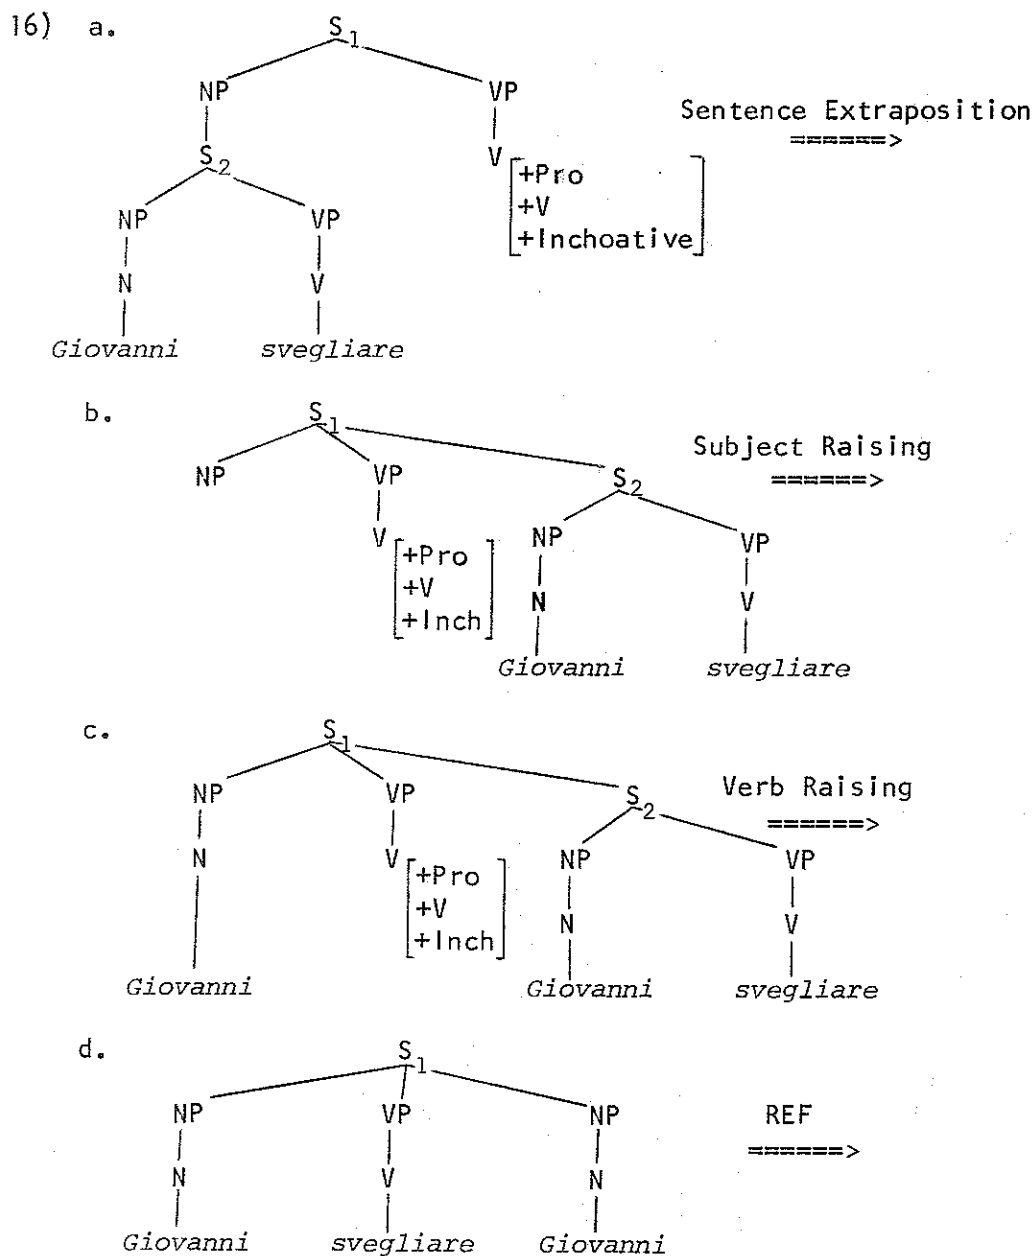 16) a. S1
NP VP Sentence Extraposition
======>
S2 V
[+Pro
+V
+Inchoative]
NP VP
N V
Giovanni svegliare
b. S1
Subject Raising
======>
NP VP S2
V NP VP
[+Pro
+V
+Inch]
N V
Giovanni svegliare
c. S1
Verb Raising
======>
NP VP S2
N V NP VP
[+Pro
+V
+Inch]
N V
Giovanni Giovanni svegliare
d. S1
NP VP NP REF
======>
N V N
Giovanni svegliare Giovanni